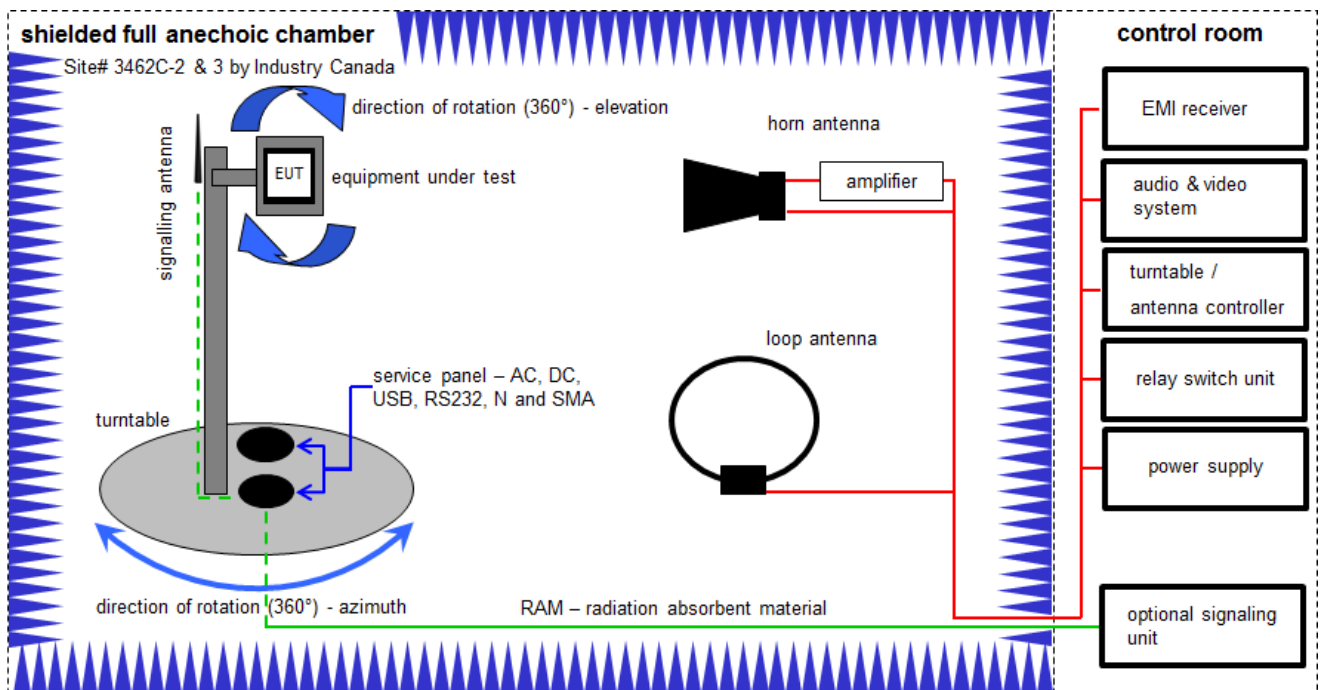 shielded full anechoic chamber
Site# 3462C-2 & 3 by Industry Canada
direction of rotation (360°) - elevation
signalling antenna
EUT
equipment under test
horn antenna
amplifier
loop antenna
service panel – AC, DC,
USB, RS232, N and SMA
turntable
direction of rotation (360°) - azimuth
RAM – radiation absorbent material
control room
EMI receiver
audio & video
system
turntable /
antenna controller
relay switch unit
power supply
optional signaling
unit